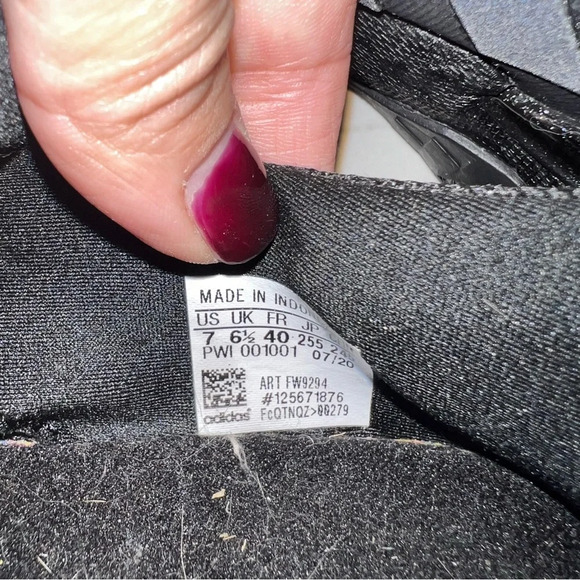 MADE IN
US UK FR JP
7 6½ 40 255
PWI 001001 07/20
ART FW9294
#125671876
adidas FcQTNQZ>00279